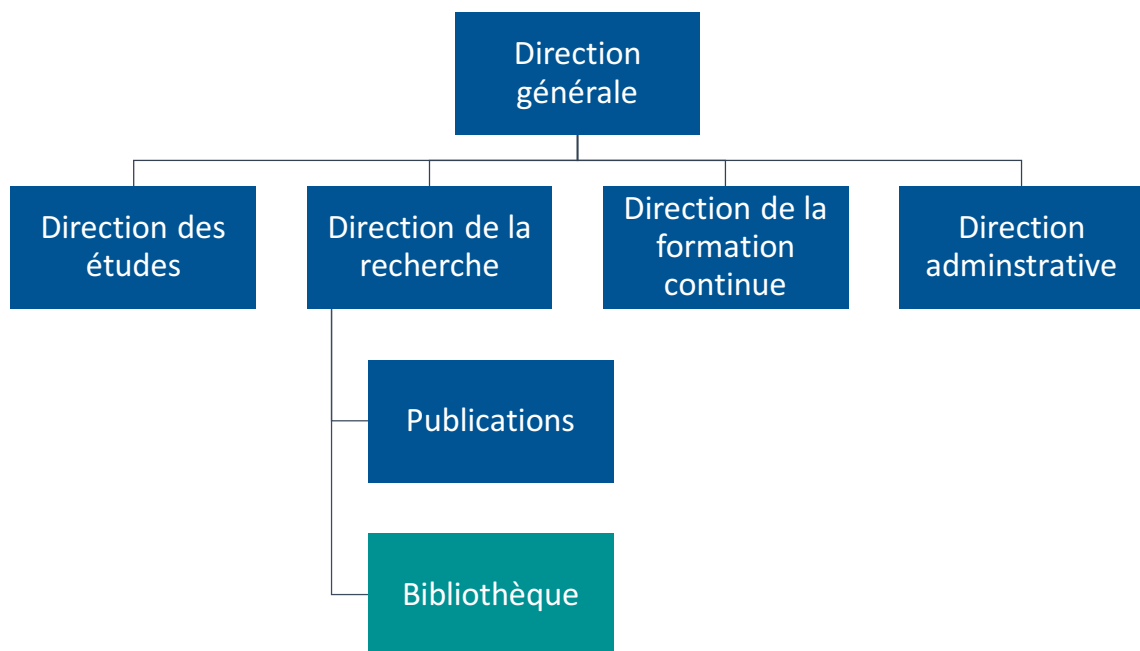 Direction
générale
Direction des
études
Direction de la
recherche
Direction de la
formation
continue
Direction
adminstrative
Publications
Bibliothèque